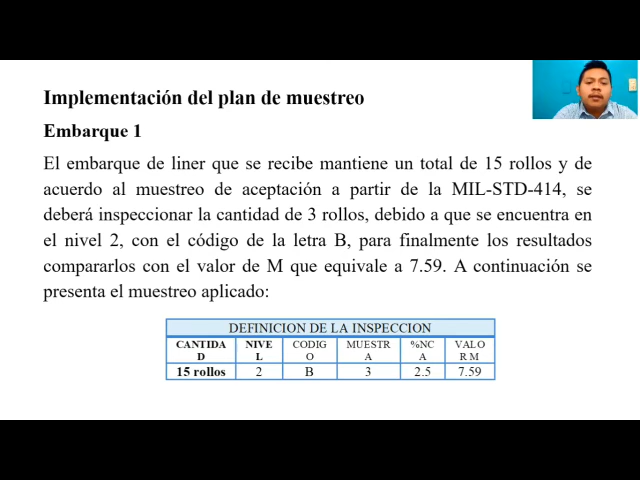 Implementación del plan de muestreo
Embarque 1
El embarque de liner que se recibe mantiene un total de 15 rollos y de
acuerdo al muestreo de aceptación a partir de la MIL-STD-414, se
deberá inspeccionar la cantidad de 3 rollos, debido a que se encuentra en
el nivel 2, con el código de la letra B, para finalmente los resultados
compararlos con el valor de M que equivale a 7.59. A continuación se
presenta el muestreo aplicado:
DEFINICION DE LA INSPECCION
CANTIDA NIVE CODIG MUESTR %NC VALO
D L O A A R M
15 rollos 2 B 3 2.5 7.59